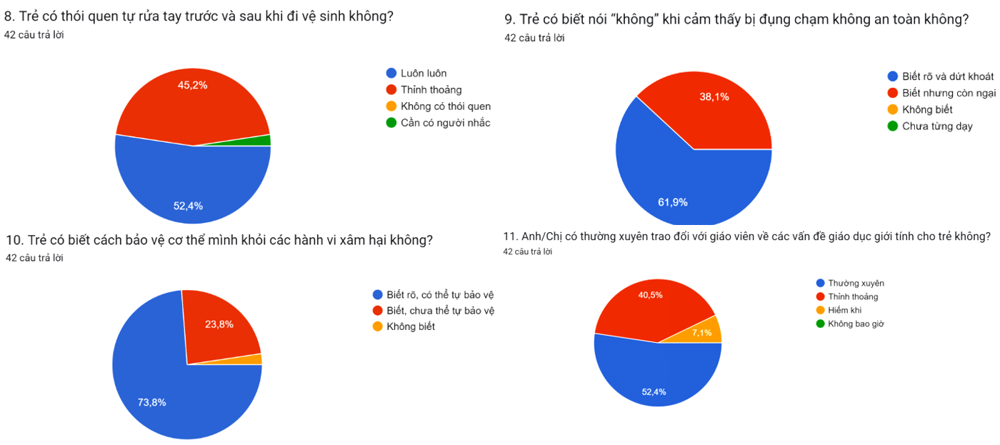 8. Trẻ có thói quen tự rửa tay trước và sau khi đi vệ sinh không?
42 câu trả lời
45,2%
52,4%
Luôn luôn
Thỉnh thoảng
Không có thói quen
Cần có người nhắc
9. Trẻ có biết nói “không” khi cảm thấy bị đụng chạm không an toàn không?
42 câu trả lời
38,1%
61,9%
Biết rõ và dứt khoát
Biết nhưng còn ngại
Không biết
Chưa từng dạy
10. Trẻ có biết cách bảo vệ cơ thể mình khỏi các hành vi xâm hại không?
42 câu trả lời
23,8%
73,8%
Biết rõ, có thể tự bảo vệ
Biết, chưa thể tự bảo vệ
Không biết
11. Anh/Chị có thường xuyên trao đổi với giáo viên về các vấn đề giáo dục giới tính cho trẻ không?
42 câu trả lời
40,5%
7,1%
52,4%
Thường xuyên
Thỉnh thoảng
Hiếm khi
Không bao giờ